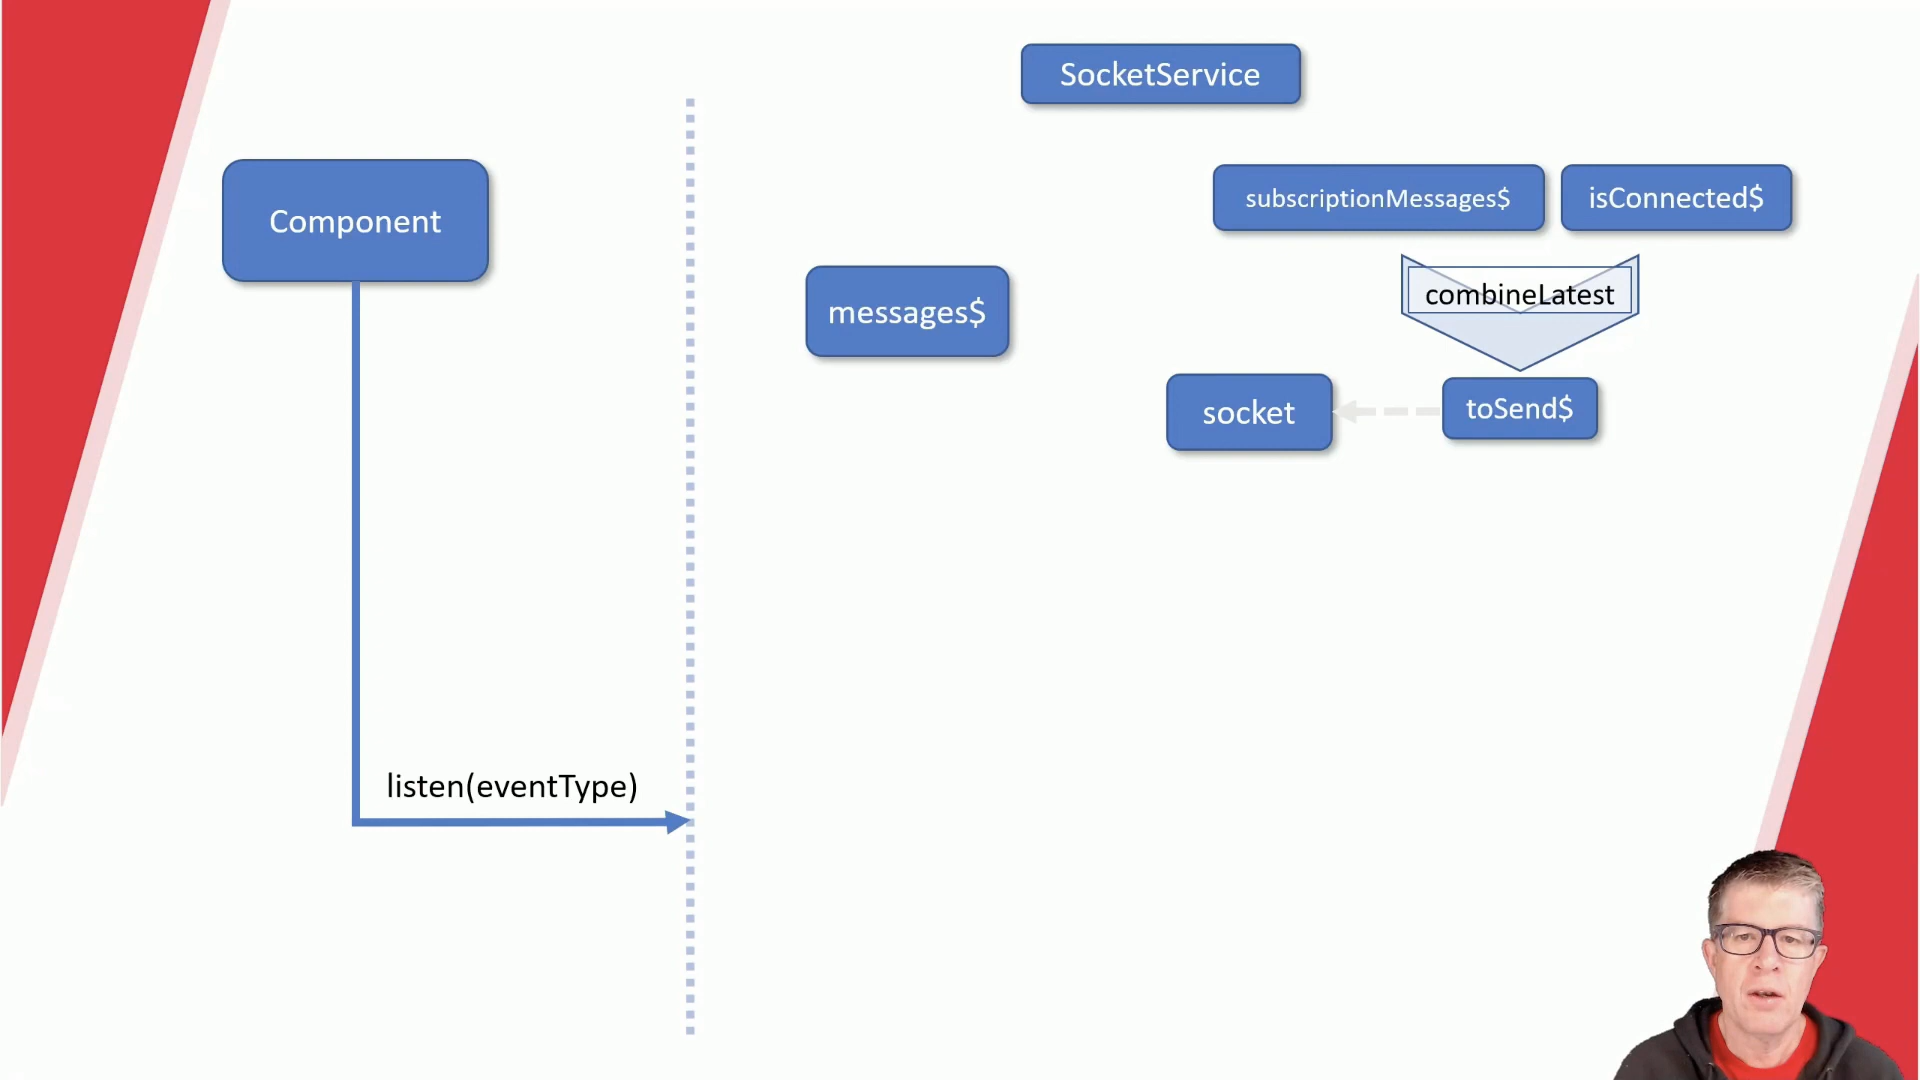 SocketService
Component
subscriptionMessages$
isConnected$
messages$
combineLatest
socket
toSend$
listen(eventType)